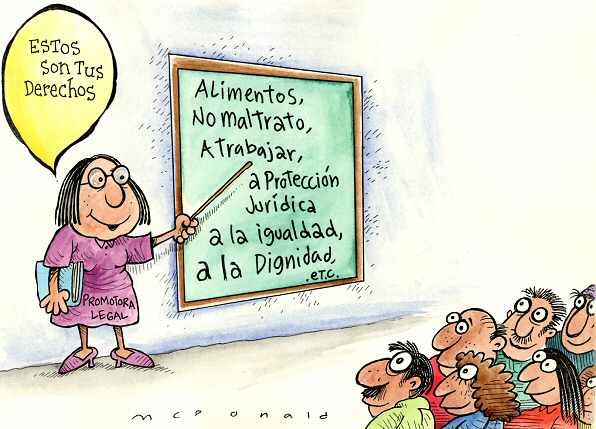 Estos
son Tus
Derechos
Alimentos,
No maltrato,
A trabajar,
a Protección
Jurídica
a la igualdad,
a la Dignidad,
.eTc.
PROMOTORA
LEGAL
mcDonald